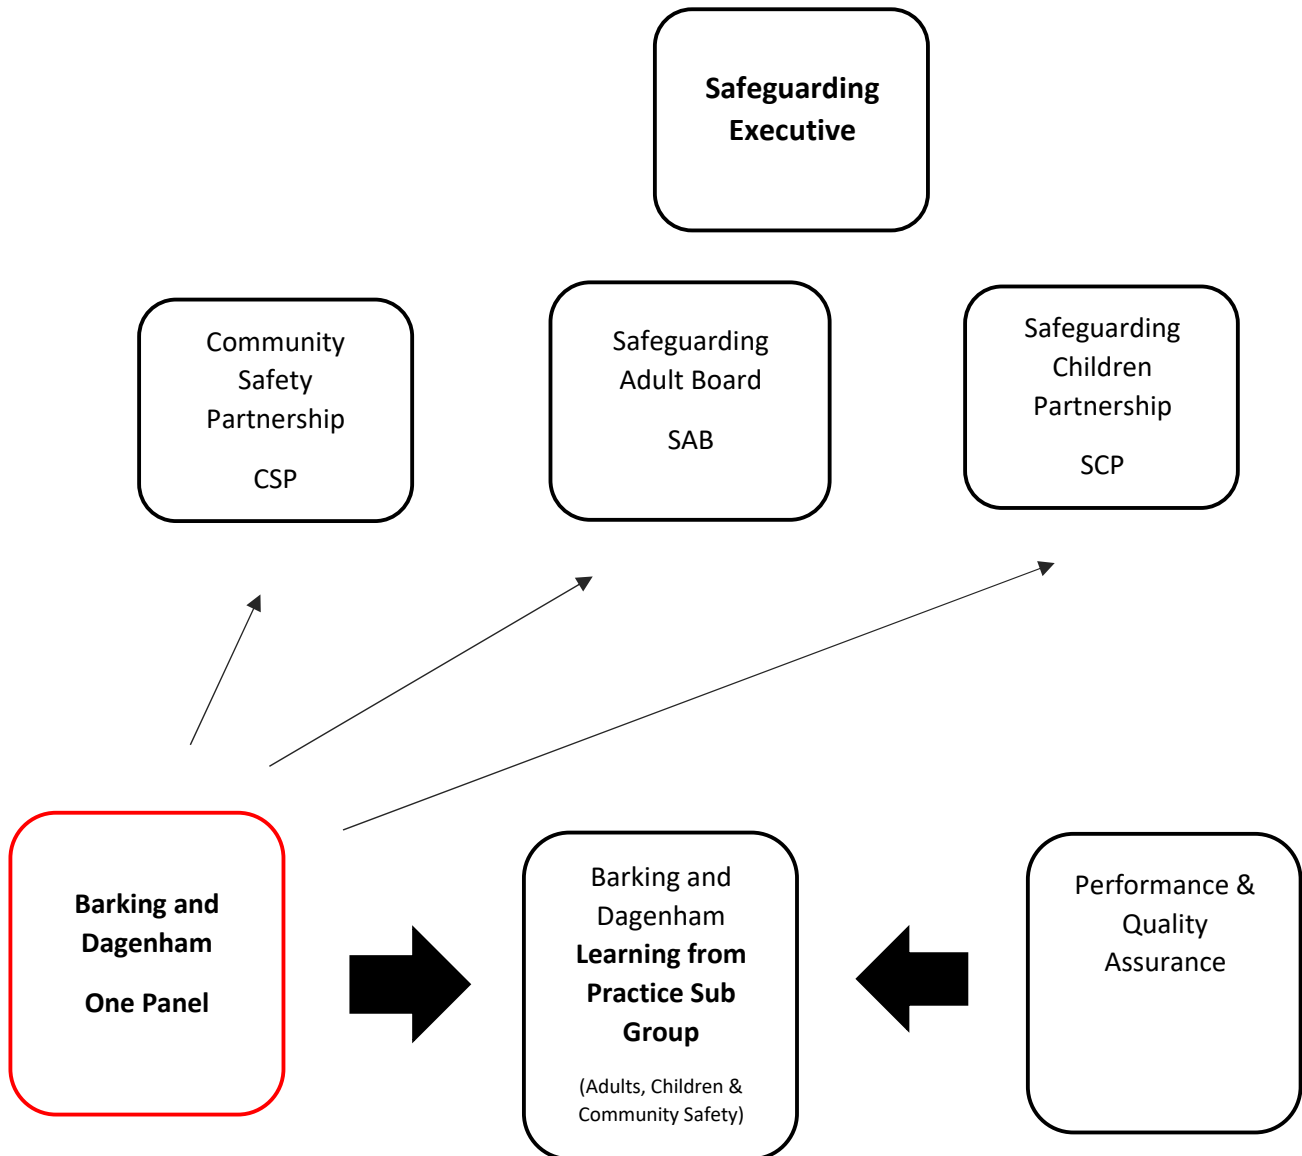 Safeguarding
Executive
Community
Safety
Partnership
CSP
Safeguarding
Adult Board
SAB
Safeguarding
Children
Partnership
SCP
Barking and
Dagenham
One Panel
Barking and
Dagenham
Learning from
Practice Sub
Group
(Adults, Children &
Community Safety)
Performance &
Quality
Assurance